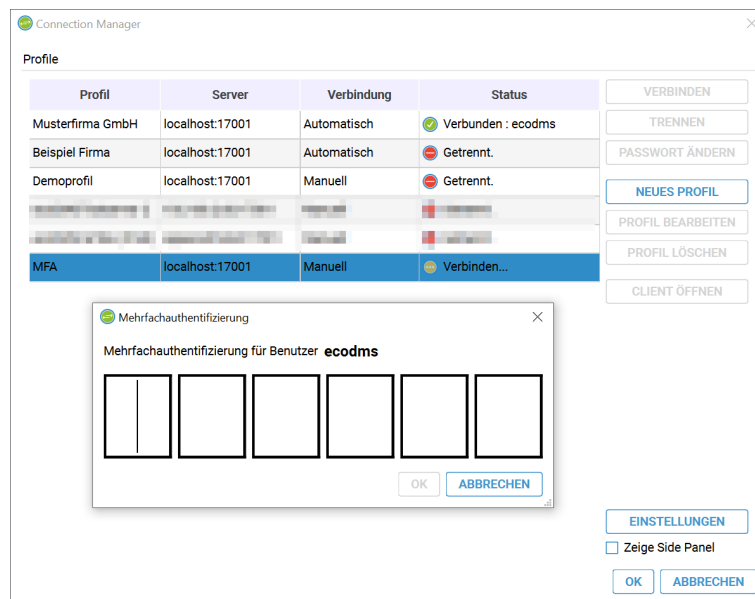 Connection Manager
Profile
Profil Server Verbindung Status
Musterfirma GmbH localhost:17001 Automatisch Verbunden : ecodms
Beispiel Firma localhost:17001 Automatisch Getrennt.
Demoprofil localhost:17001 Manuell Getrennt.
MFA localhost:17001 Manuell Verbinden...
VERBINDEN
TRENNEN
PASSWORT ÄNDERN
NEUES PROFIL
PROFIL BEARBEITEN
PROFIL LÖSCHEN
CLIENT ÖFFNEN
Mehrfachauthentifizierung
Mehrfachauthentifizierung für Benutzer ecodms
OK ABBRECHEN
EINSTELLUNGEN
Zeige Side Panel
OK ABBRECHEN